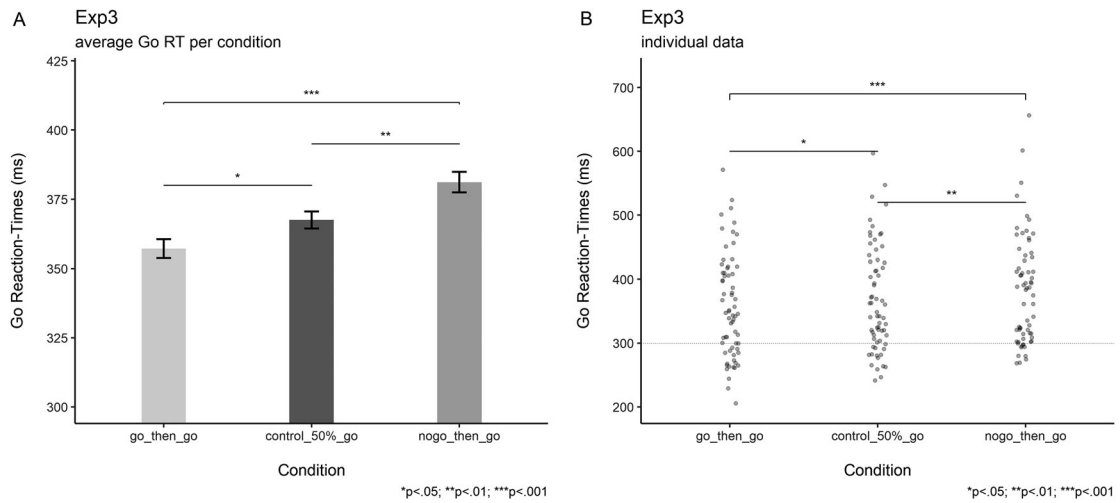 A
Exp3
average Go RT per condition
425
400
375
350
325
300
Go Reaction-Times (ms)
***
**
*
go_then_go
control_50%_go
nogo_then_go
Condition
*p<.05; **p<.01; ***p<.001
B
Exp3
individual data
700
600
500
400
300
200
Go Reaction-Times (ms)
***
*
**
go_then_go
control_50%_go
nogo_then_go
Condition
*p<.05; **p<.01; ***p<.001